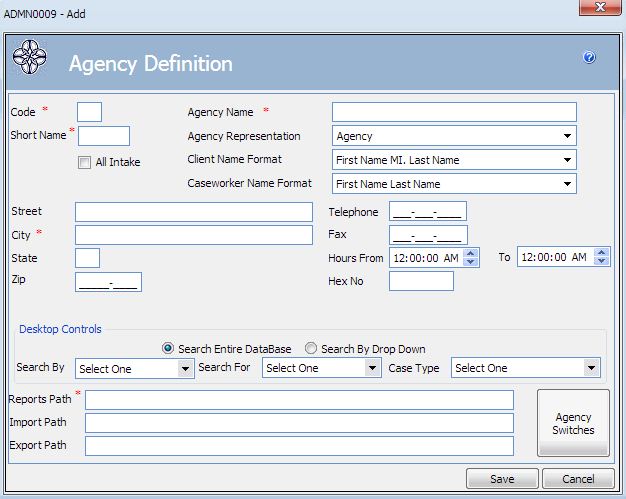 ADMN0009 - Add
Agency Definition
Code * Agency Name *
Short Name * Agency Representation Agency
All Intake Client Name Format First Name MI. Last Name
Caseworker Name Format First Name Last Name
Street Telephone ___-___-____
City * Fax ___-___-____
State Hours From 12:00:00 AM To 12:00:00 AM
Zip _____-____ Hex No
Desktop Controls
Search Entire DataBase Search By Drop Down
Search By Select One Search For Select One Case Type Select One
Reports Path *
Import Path
Export Path
Agency
Switches
Save Cancel